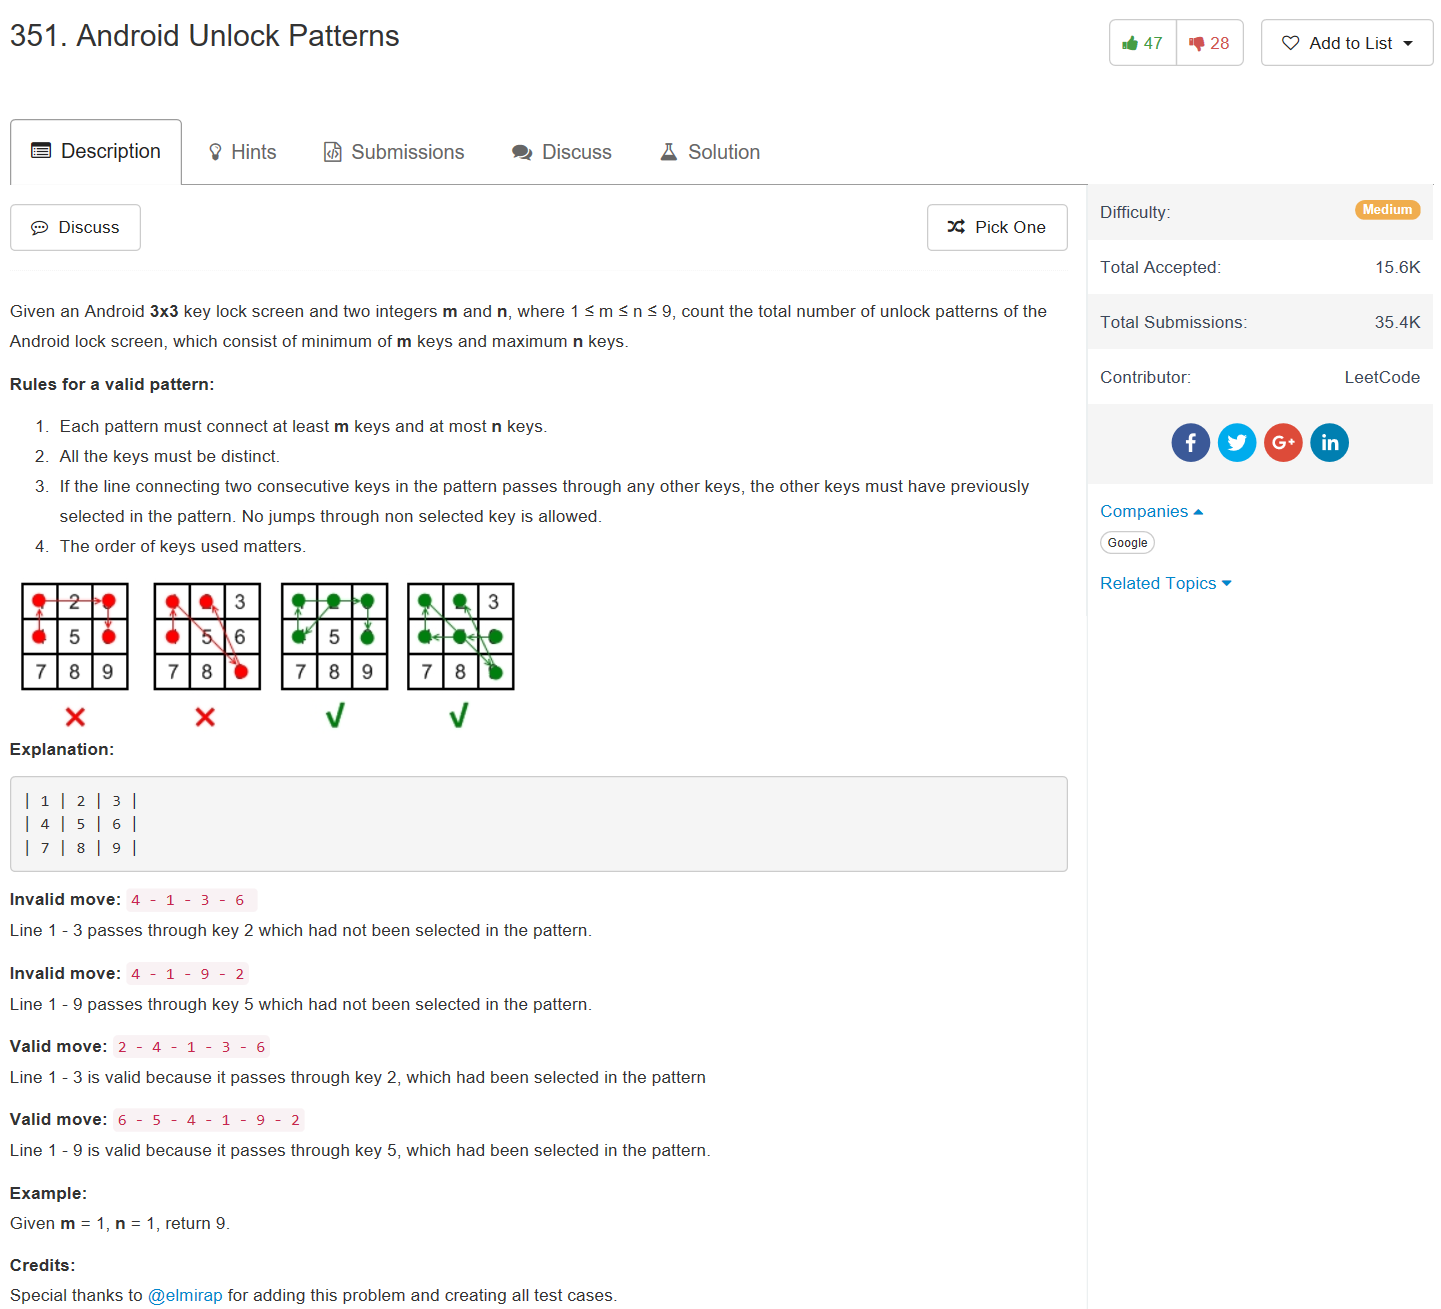 351. Android Unlock Patterns
47
28
Add to List
Description
Hints
Submissions
Discuss
Solution
Discuss
Pick One
Difficulty:
Medium
Total Accepted:
15.6K
Total Submissions:
35.4K
Contributor:
LeetCode
Companies
Google
Related Topics
Given an Android 3x3 key lock screen and two integers m and n, where 1 ≤ m ≤ n ≤ 9, count the total number of unlock patterns of the
Android lock screen, which consist of minimum of m keys and maximum n keys.
Rules for a valid pattern:
1. Each pattern must connect at least m keys and at most n keys.
2. All the keys must be distinct.
3. If the line connecting two consecutive keys in the pattern passes through any other keys, the other keys must have previously
selected in the pattern. No jumps through non selected key is allowed.
4. The order of keys used matters.
2 3 3
5 5 6 5
7 8 9 7 8 7 8 9 7 8
Explanation:
| 1 | 2 | 3 |
| 4 | 5 | 6 |
| 7 | 8 | 9 |
Invalid move: 4 - 1 - 3 - 6
Line 1 - 3 passes through key 2 which had not been selected in the pattern.
Invalid move: 4 - 1 - 9 - 2
Line 1 - 9 passes through key 5 which had not been selected in the pattern.
Valid move: 2 - 4 - 1 - 3 - 6
Line 1 - 3 is valid because it passes through key 2, which had been selected in the pattern
Valid move: 6 - 5 - 4 - 1 - 9 - 2
Line 1 - 9 is valid because it passes through key 5, which had been selected in the pattern.
Example:
Given m = 1, n = 1, return 9.
Credits:
Special thanks to @elmirap for adding this problem and creating all test cases.